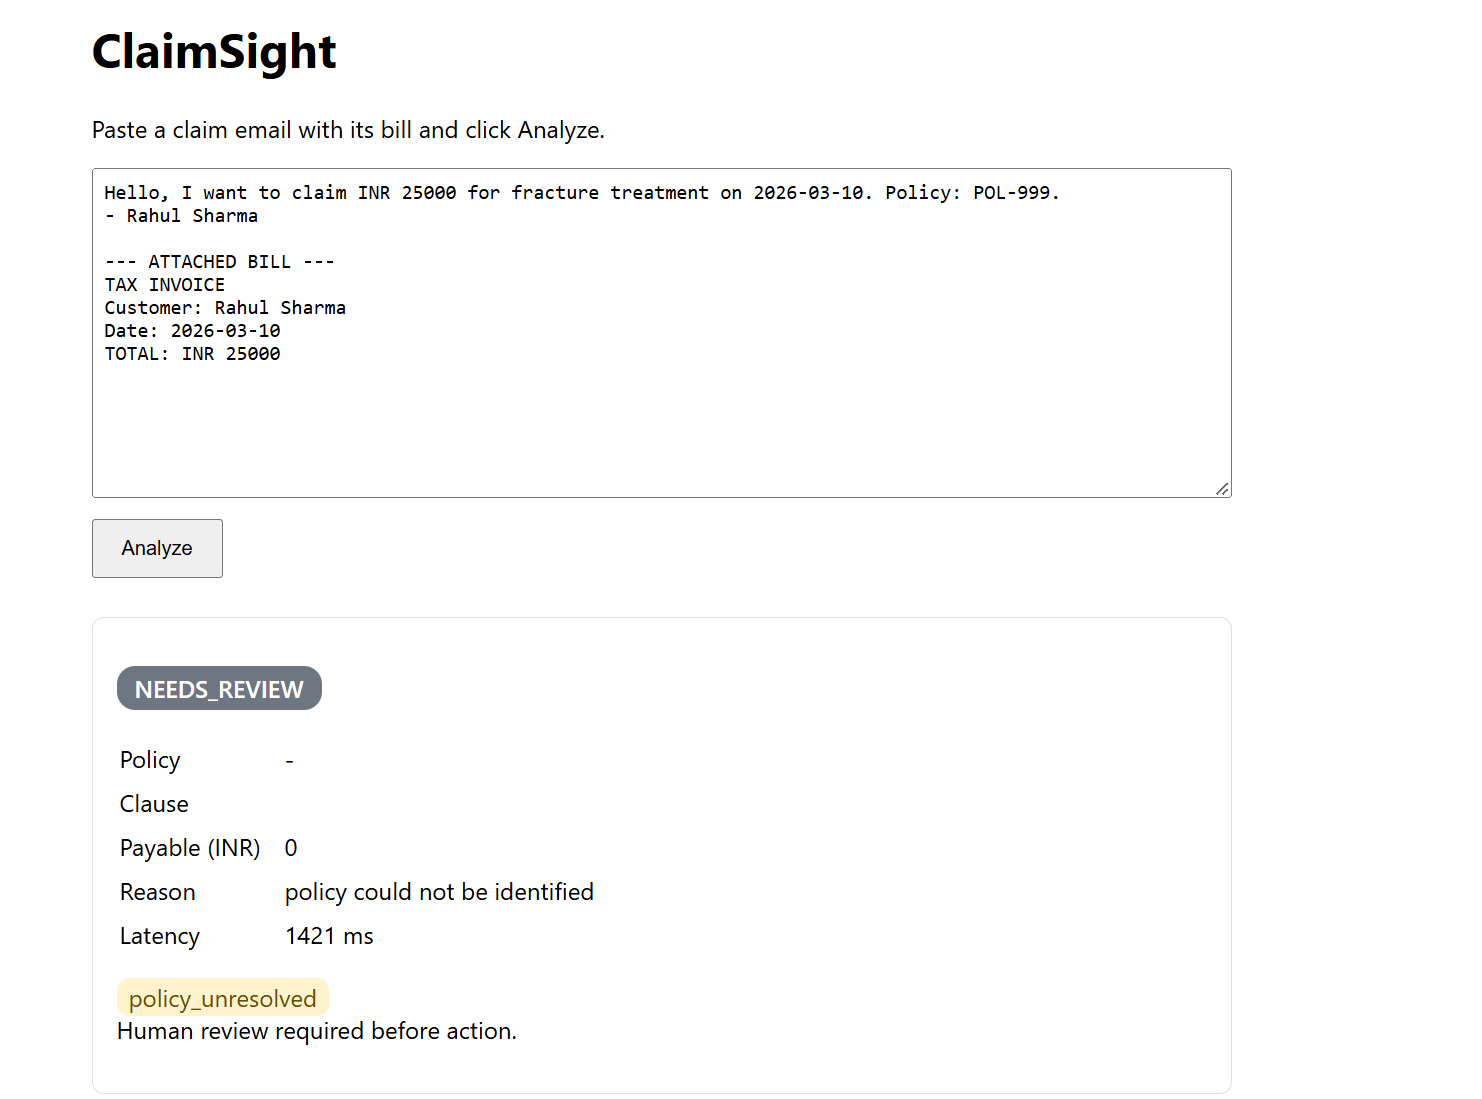 ClaimSight
Paste a claim email with its bill and click Analyze.
Hello, I want to claim INR 25000 for fracture treatment on 2026-03-10. Policy: POL-999.
- Rahul Sharma
--- ATTACHED BILL ---
TAX INVOICE
Customer: Rahul Sharma
Date: 2026-03-10
TOTAL: INR 25000
Analyze
NEEDS_REVIEW
Policy -
Clause
Payable (INR) 0
Reason policy could not be identified
Latency 1421 ms
policy_unresolved
Human review required before action.